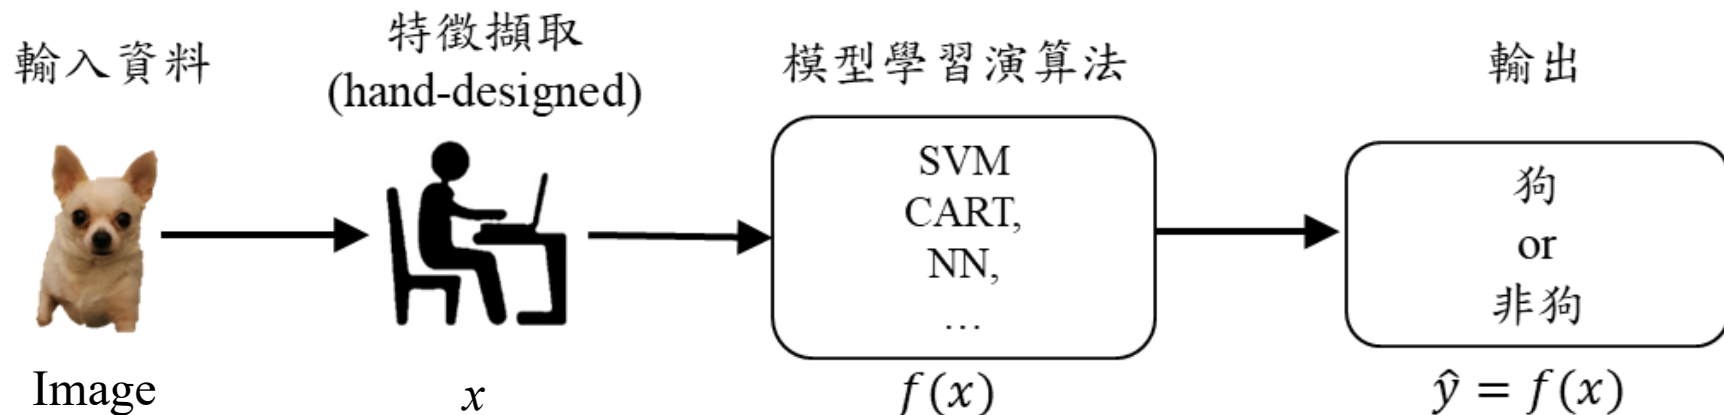 輸入資料
Image
特徵擷取
(hand-designed)
x
模型學習演算法
SVM
CART,
NN,
…
f(x)
輸出
狗
or
非狗
ŷ = f(x)